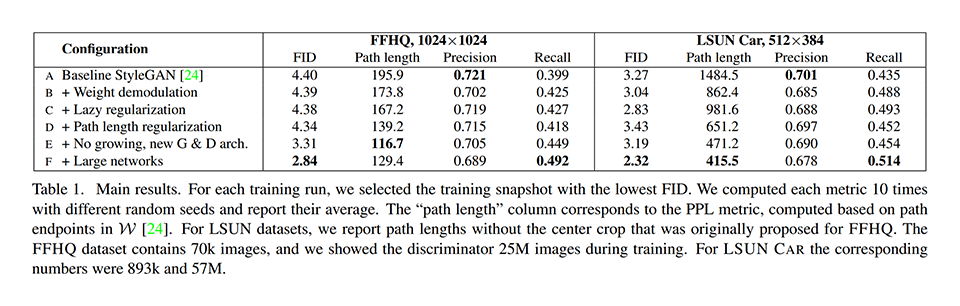 Configuration FFHQ, 1024×1024 LSUN Car, 512×384
FID Path length Precision Recall FID Path length Precision Recall
A Baseline StyleGAN [24] 4.40 195.9 0.721 0.399 3.27 1484.5 0.701 0.435
B + Weight demodulation 4.39 173.8 0.702 0.425 3.04 862.4 0.685 0.488
C + Lazy regularization 4.38 167.2 0.719 0.427 2.83 981.6 0.688 0.493
D + Path length regularization 4.34 139.2 0.715 0.418 3.43 651.2 0.697 0.452
E + No growing, new G & D arch. 3.31 116.7 0.705 0.449 3.19 471.2 0.690 0.454
F + Large networks 2.84 129.4 0.689 0.492 2.32 415.5 0.678 0.514
Table 1. Main results. For each training run, we selected the training snapshot with the lowest FID. We computed each metric 10 times
with different random seeds and report their average. The “path length” column corresponds to the PPL metric, computed based on path
endpoints in W [24]. For LSUN datasets, we report path lengths without the center crop that was originally proposed for FFHQ. The
FFHQ dataset contains 70k images, and we showed the discriminator 25M images during training. For LSUN CAR the corresponding
numbers were 893k and 57M.